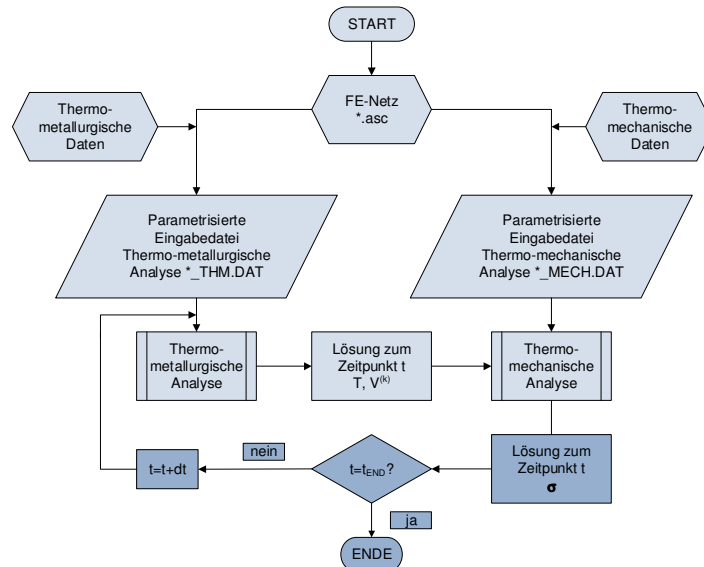 START
FE-Netz
*.asc
Thermo-
metallurgische
Daten
Thermo-
mechanische
Daten
Parametrisierte
Eingabedatei
Thermo-metallurgische
Analyse *_THM.DAT
Parametrisierte
Eingabedatei
Thermo-mechanische
Analyse *_MECH.DAT
Thermo-
metallurgische
Analyse
Lösung zum
Zeitpunkt t
T, V(k)
Thermo-
mechanische
Analyse
Lösung zum
Zeitpunkt t
σ
t=tEND?
nein
t=t+dt
ja
ENDE